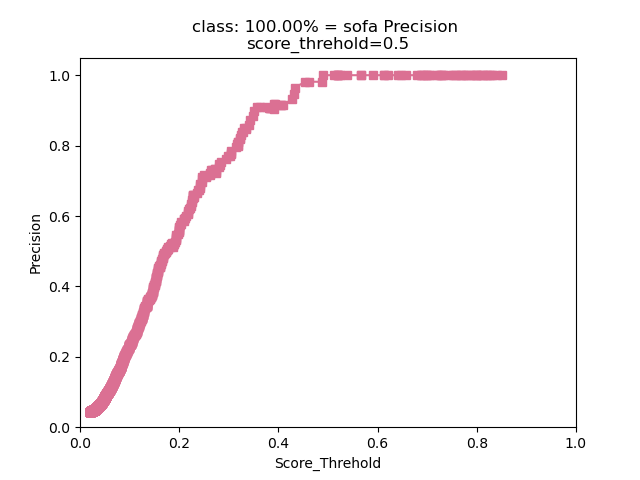 class: 100.00% = sofa Precision
score_threhold=0.5
1.0
0.8
0.6
0.4
0.2
0.0
Precision
0.0 0.2 0.4 0.6 0.8 1.0
Score_Threhold